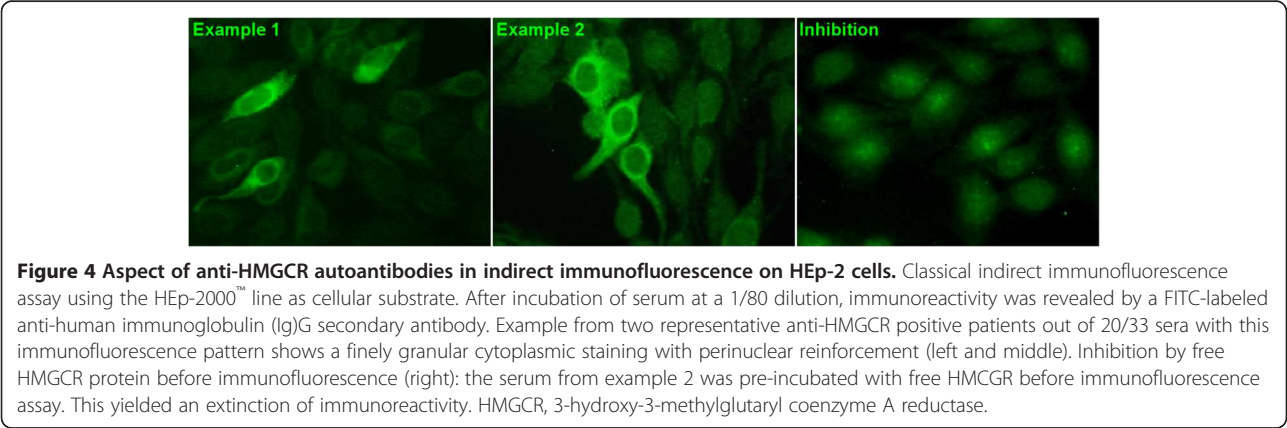 Example 1
Example 2
Inhibition
Figure 4 Aspect of anti-HMGCR autoantibodies in indirect immunofluorescence on HEp-2 cells. Classical indirect immunofluorescence
assay using the HEp-2000™ line as cellular substrate. After incubation of serum at a 1/80 dilution, immunoreactivity was revealed by a FITC-labeled
anti-human immunoglobulin (Ig)G secondary antibody. Example from two representative anti-HMGCR positive patients out of 20/33 sera with this
immunofluorescence pattern shows a finely granular cytoplasmic staining with perinuclear reinforcement (left and middle). Inhibition by free
HMGCR protein before immunofluorescence (right): the serum from example 2 was pre-incubated with free HMCGR before immunofluorescence
assay. This yielded an extinction of immunoreactivity. HMGCR, 3-hydroxy-3-methylglutaryl coenzyme A reductase.